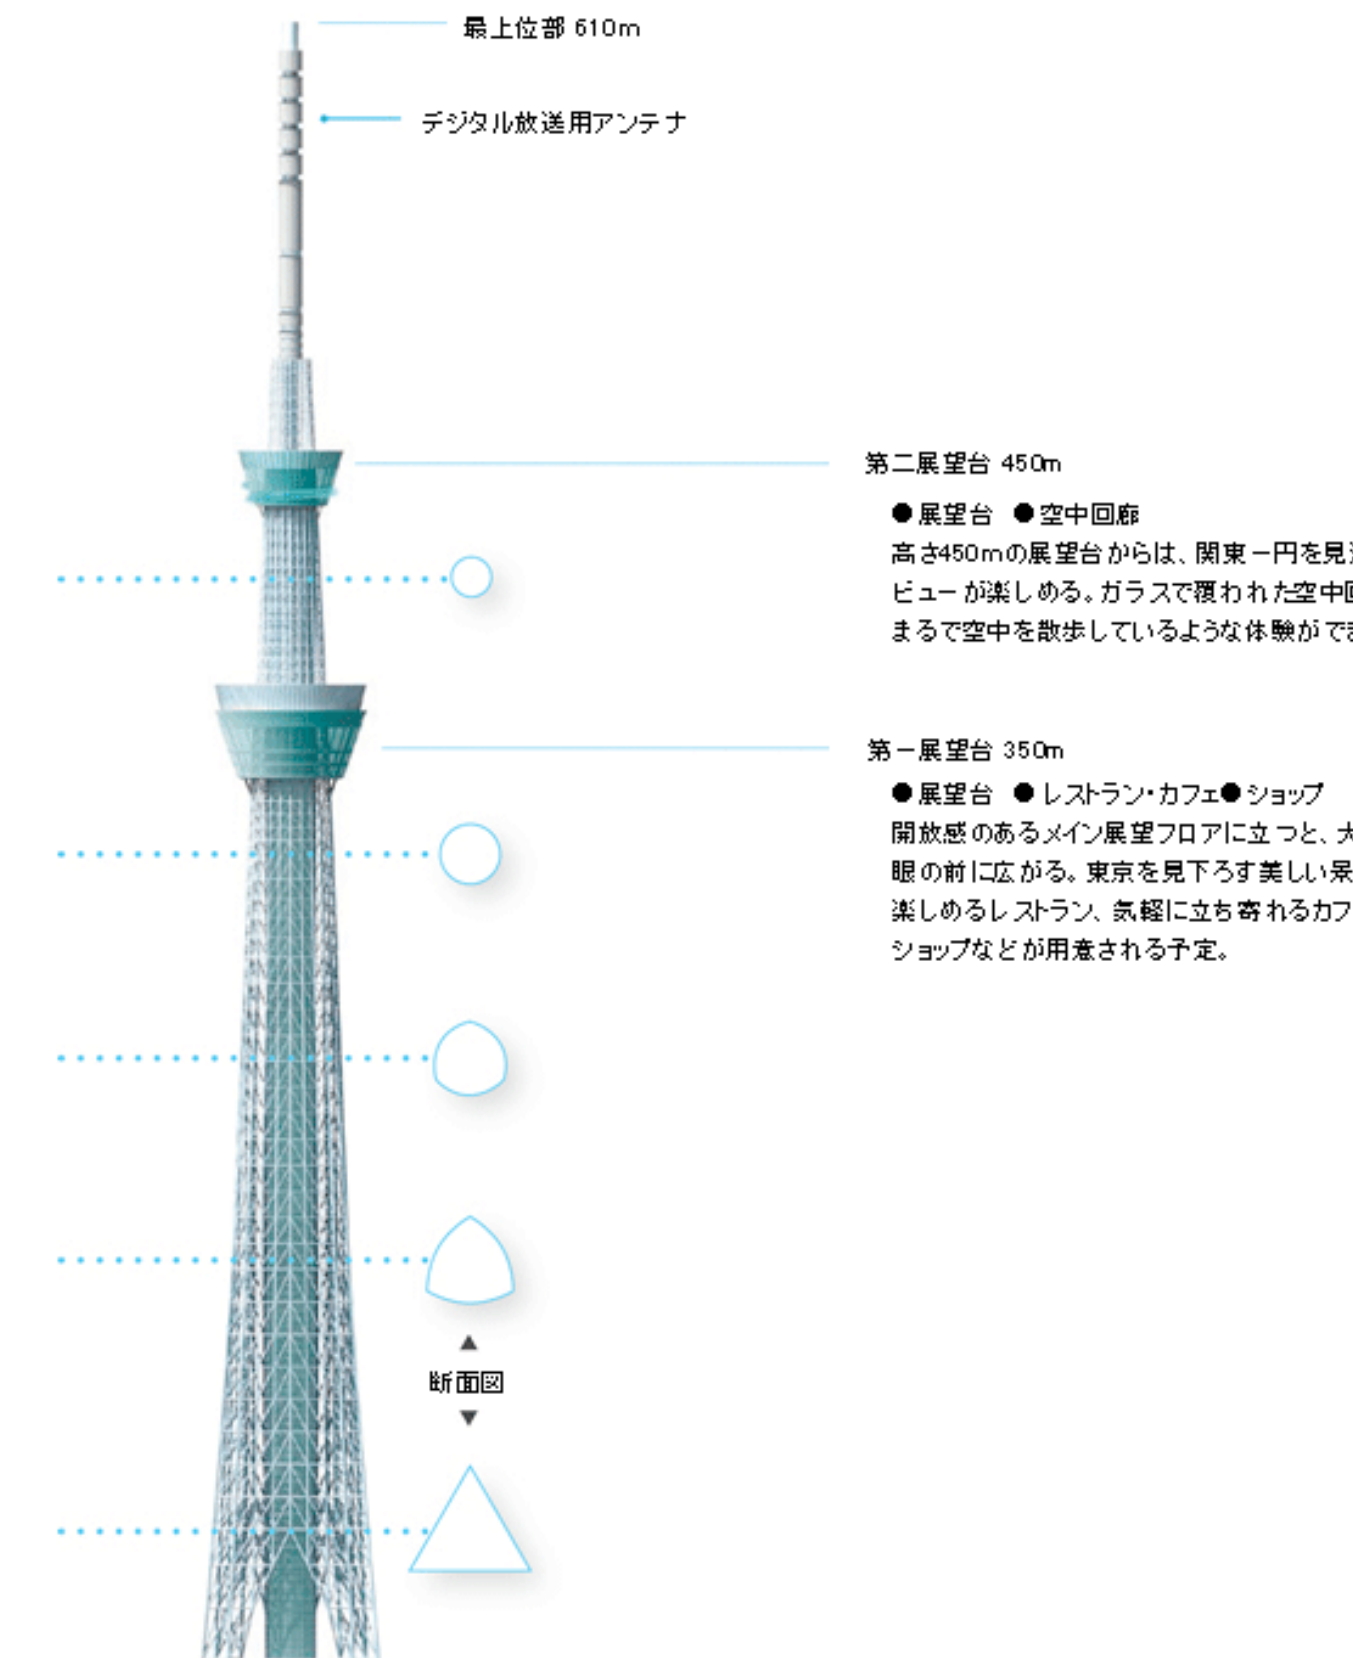 最上位部 610m
デジタル放送用アンテナ
第二展望台 450m
●展望台 ●空中回廊
高さ450mの展望台からは、関東一円を見
ビューが楽しめる。ガラスで覆われた空中
まるで空中を散歩しているような体験がで
第一展望台 350m
●展望台 ●レストラン・カフェ●ショップ
開放感のあるメイン展望フロアに立つと、
眼の前に広がる。東京を見下ろす美しい景
楽しめるレストラン、気軽に立ち寄れるカフ
ショップなどが用意される予定。
▲
断面図
▼